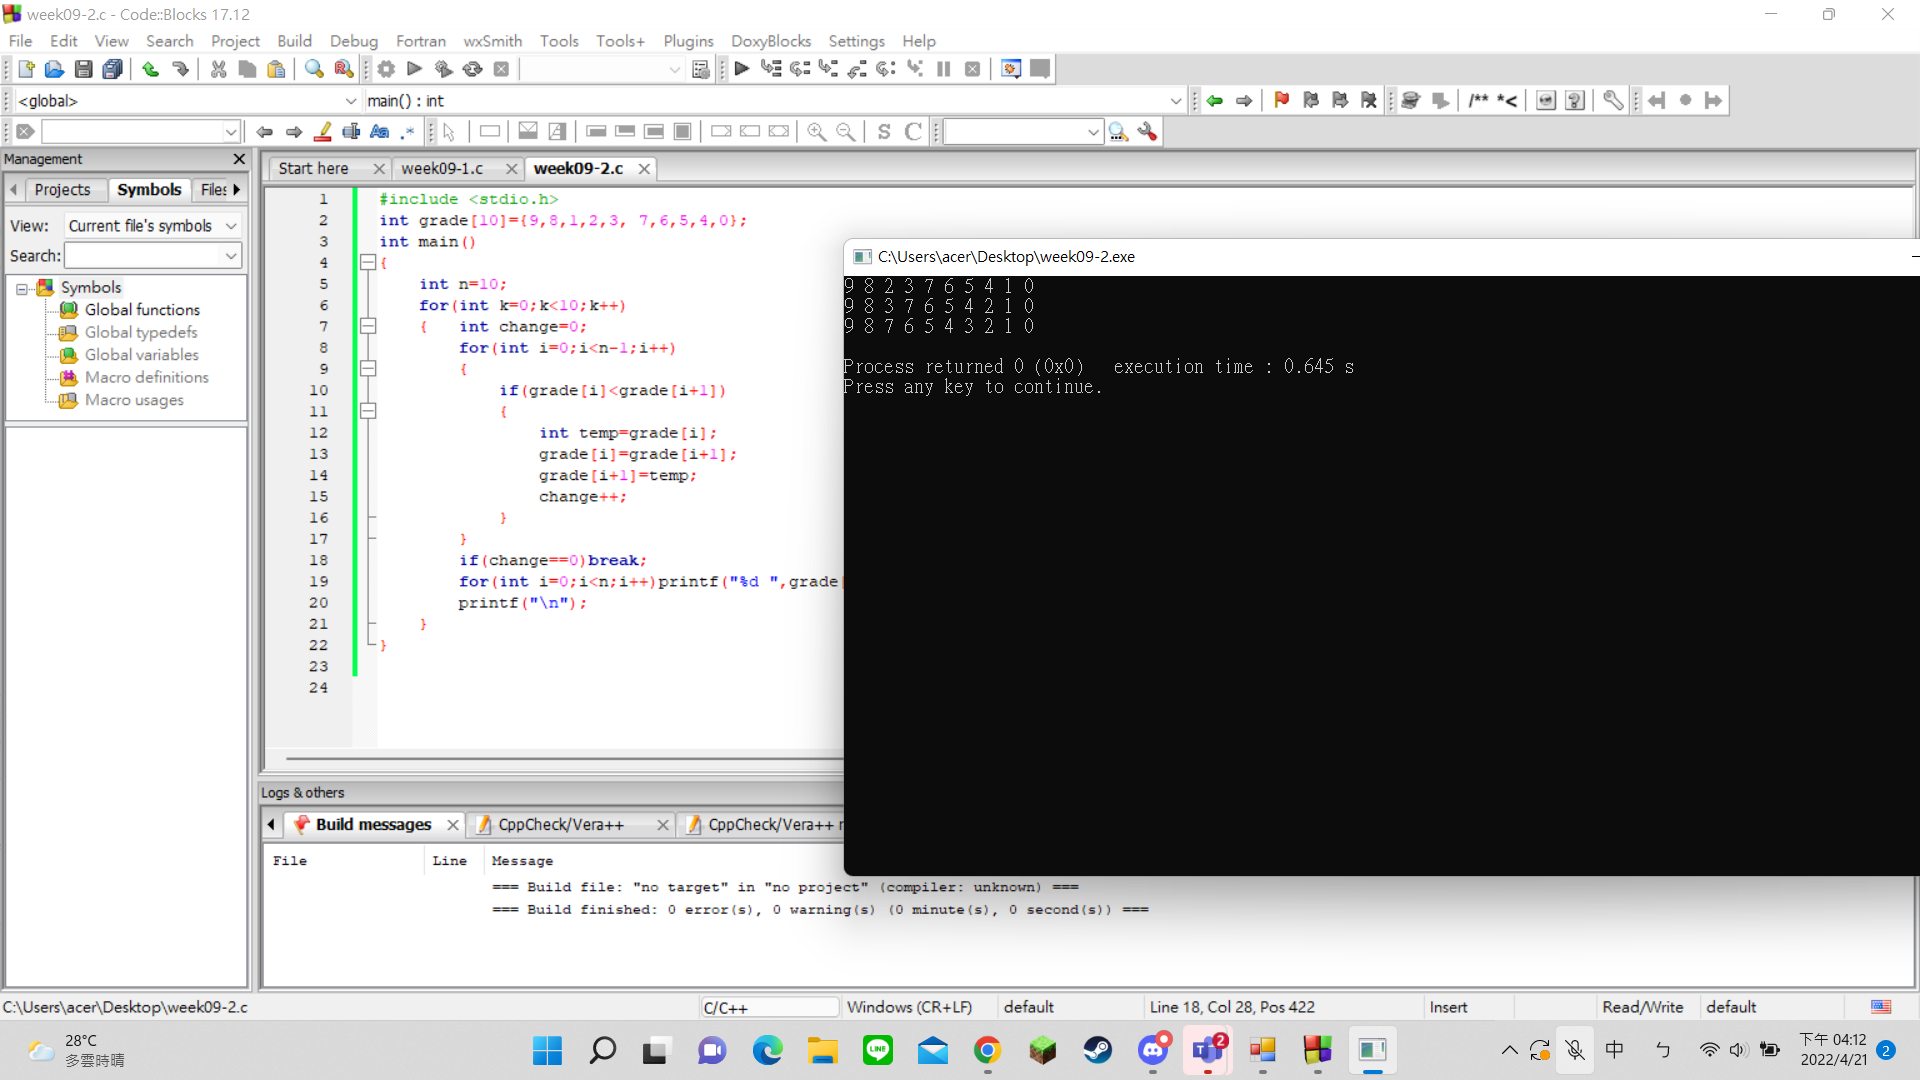 week09-2.c - Code::Blocks 17.12
File Edit View Search Project Build Debug Fortran wxSmith Tools Tools+ Plugins DoxyBlocks Settings Help
<global> main() : int
/** *<
Aa .*
S C
Management
Projects Symbols Files
View: Current file's symbols
Search:
Symbols
Global functions
Global typedefs
Global variables
Macro definitions
Macro usages
Start here week09-1.c week09-2.c
1 #include <stdio.h>
2 int grade[10]={9,8,1,2,3, 7,6,5,4,0};
3 int main()
4 {
5 int n=10;
6 for(int k=0;k<10;k++)
7 { int change=0;
8 for(int i=0;i<n-1;i++)
9 {
10 if(grade[i]<grade[i+1])
11 {
12 int temp=grade[i];
13 grade[i]=grade[i+1];
14 grade[i+1]=temp;
15 change++;
16 }
17 }
18 if(change==0)break;
19 for(int i=0;i<n;i++)printf("%d ",grade[
20 printf("\n");
21 }
22 }
23
24
C:\Users\acer\Desktop\week09-2.exe
9 8 2 3 7 6 5 4 1 0
9 8 3 7 6 5 4 2 1 0
9 8 7 6 5 4 3 2 1 0
Process returned 0 (0x0) execution time : 0.645 s
Press any key to continue.
Logs & others
Build messages CppCheck/Vera++ CppCheck/Vera++
File Line Message
=== Build file: "no target" in "no project" (compiler: unknown) ===
=== Build finished: 0 error(s), 0 warning(s) (0 minute(s), 0 second(s)) ===
C:\Users\acer\Desktop\week09-2.c C/C++ Windows (CR+LF) default Line 18, Col 28, Pos 422 Insert Read/Write default
28°C
多雲時晴
LINE
2
中 ㄅ
下午 04:12
2022/4/21
2